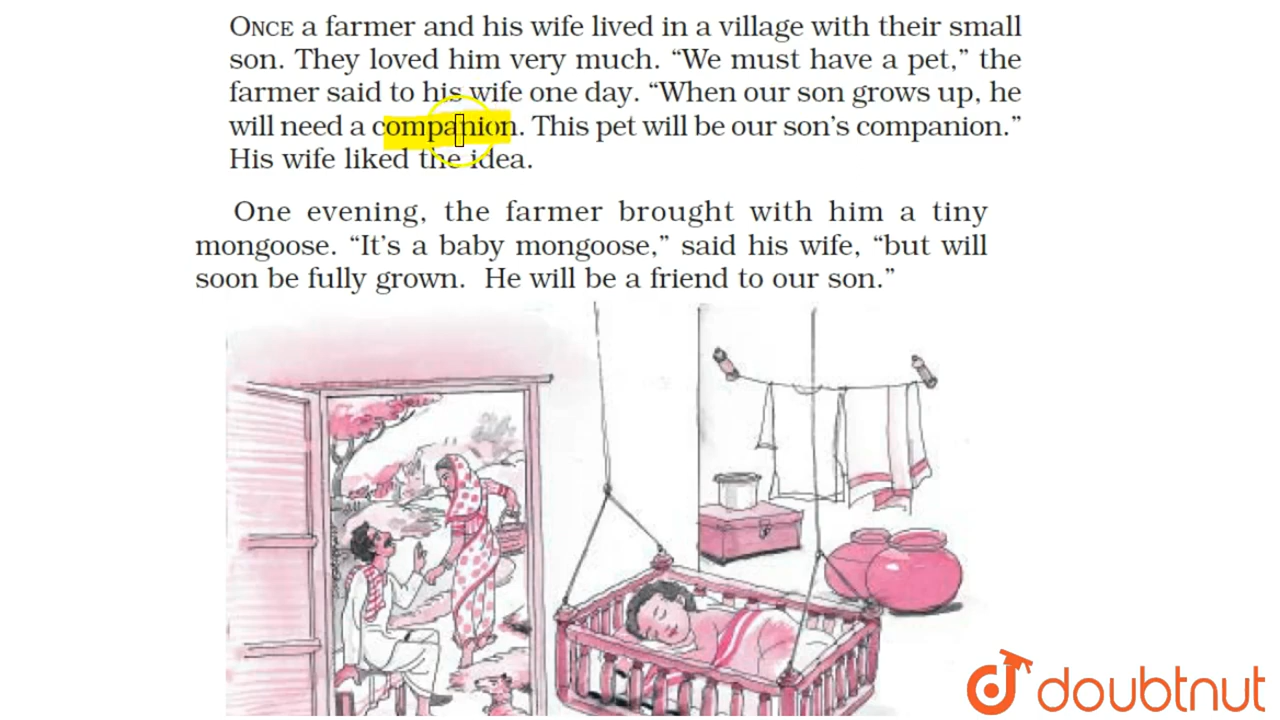 ONCE a farmer and his wife lived in a village with their small
son. They loved him very much. “We must have a pet,” the
farmer said to his wife one day. “When our son grows up, he
will need a companion. This pet will be our son’s companion.”
His wife liked the idea.
One evening, the farmer brought with him a tiny
mongoose. “It’s a baby mongoose,” said his wife, “but will
soon be fully grown. He will be a friend to our son.”
doubtnut